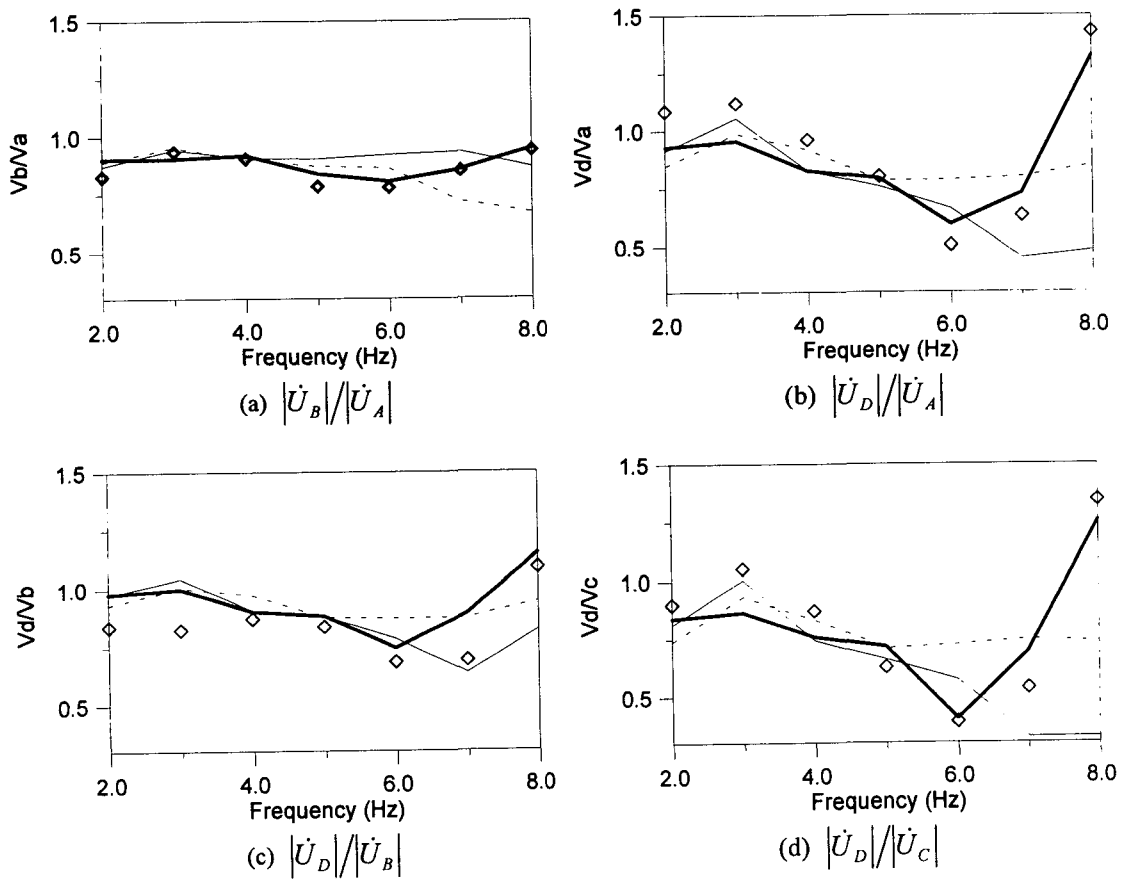 1.5
1.0
0.5
Vb/Va
2.0 4.0 6.0 8.0
Frequency (Hz)
(a) |U̇_B|/|U̇_A|
1.5
1.0
0.5
Vd/Va
2.0 4.0 6.0 8.0
Frequency (Hz)
(b) |U̇_D|/|U̇_A|
1.5
1.0
0.5
Vd/Vb
2.0 4.0 6.0 8.0
Frequency (Hz)
(c) |U̇_D|/|U̇_B|
1.5
1.0
0.5
Vd/Vc
2.0 4.0 6.0 8.0
Frequency (Hz)
(d) |U̇_D|/|U̇_C|